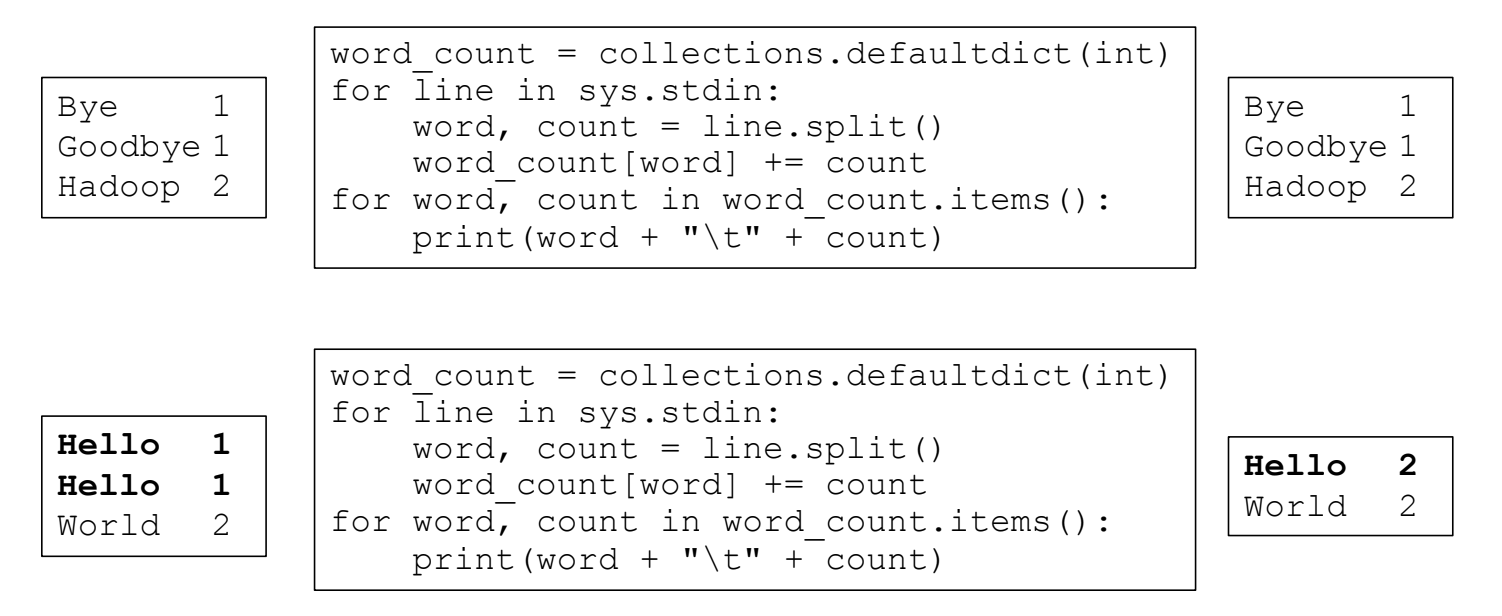 Bye 1
Goodbye 1
Hadoop 2
word_count = collections.defaultdict(int)
for line in sys.stdin:
    word, count = line.split()
    word_count[word] += count
for word, count in word_count.items():
    print(word + "\t" + count)
Bye 1
Goodbye 1
Hadoop 2
Hello 1
Hello 1
World 2
word_count = collections.defaultdict(int)
for line in sys.stdin:
    word, count = line.split()
    word_count[word] += count
for word, count in word_count.items():
    print(word + "\t" + count)
Hello 2
World 2